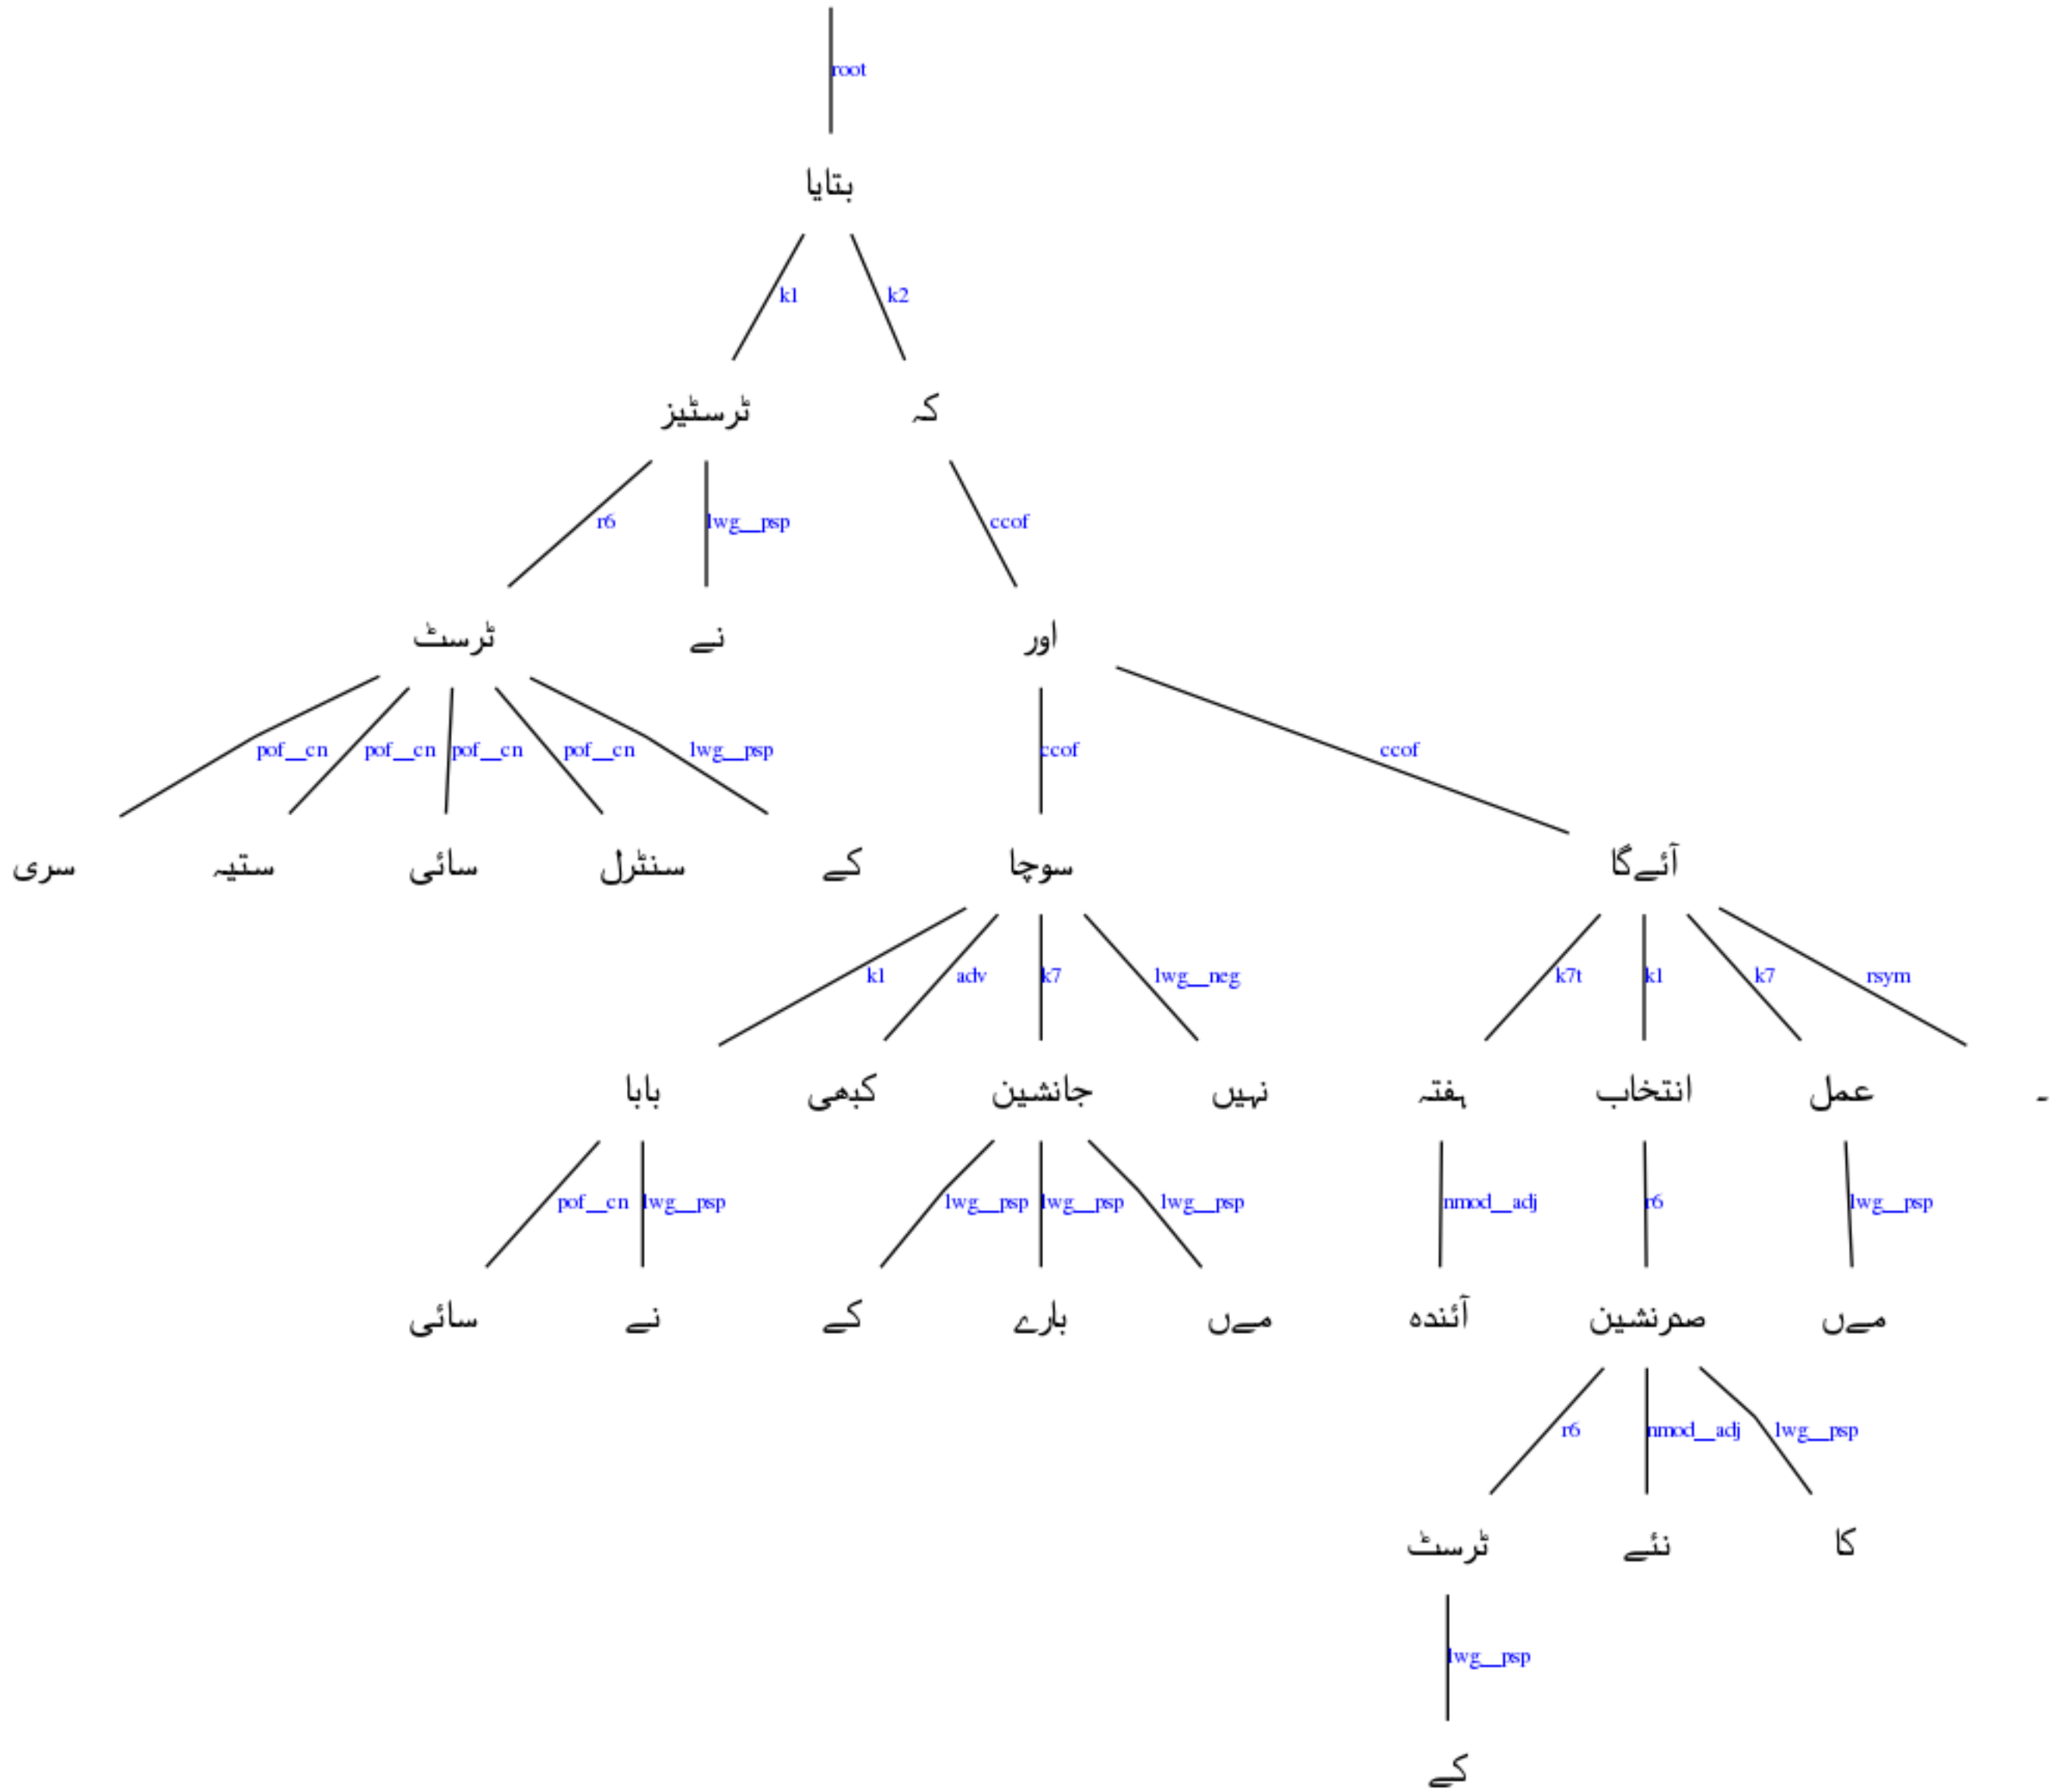 root
بتایا
k1 k2
ٹرسٹیز کہ
r6 lwg__psp ccof
ٹرسٹ نے اور
pof__cn pof__cn pof__cn pof__cn lwg__psp ccof ccof
سری ستیہ سائی سنٹرل کے سوچا آئےگا
k1 adv k7 lwg__neg k7t k1 k7 rsym
بابا کبھی جانشین نہیں ہفتہ انتخاب عمل ۔
pof__cn lwg__psp lwg__psp lwg__psp lwg__psp nmod__adj r6 lwg__psp
سائی نے کے بارے مےں آئندہ صدرنشین مےں
r6 nmod__adj lwg__psp
ٹرسٹ نئے کا
lwg__psp
کے